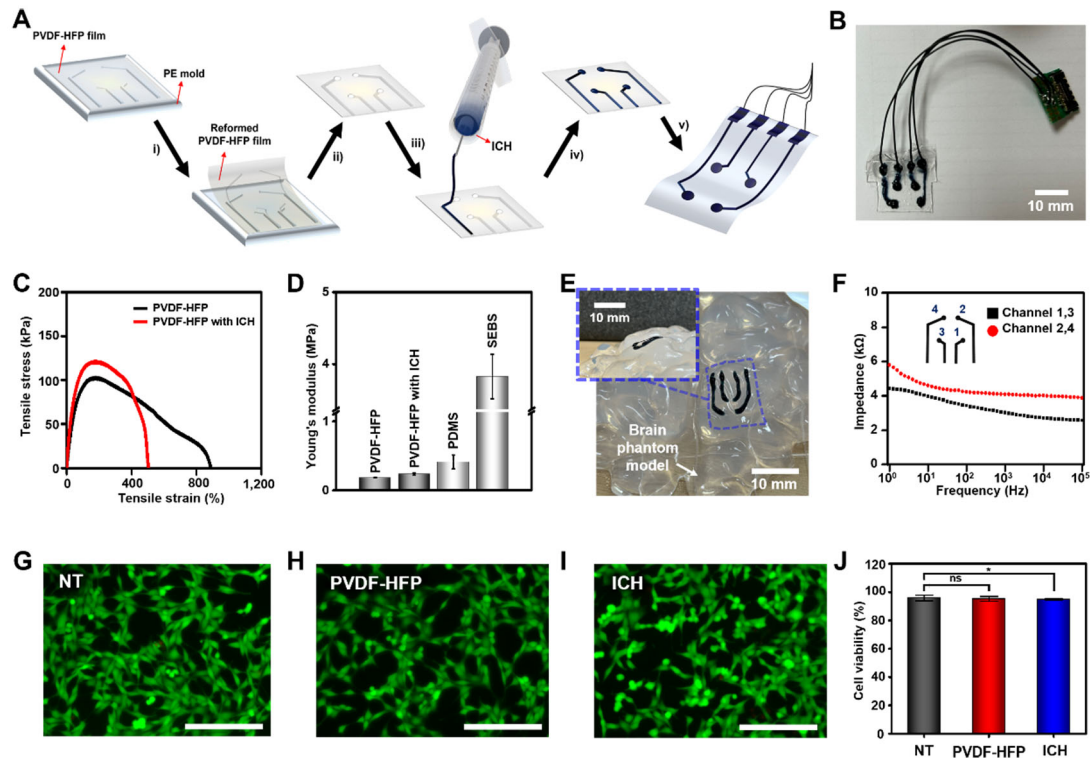 A
PVDF-HFP film
PE mold
i)
Reformed
PVDF-HFP film
ii)
iii)
ICH
iv)
v)
B
10 mm
C
Tensile stress (kPa)
200
150
100
50
0
PVDF-HFP
PVDF-HFP with ICH
0
400
800
1,200
Tensile strain (%)
D
Young's modulus (MPa)
5
4
1
0
PVDF-HFP
PVDF-HFP with ICH
PDMS
SEBS
E
10 mm
Brain
phantom
model
10 mm
F
Impedance (kΩ)
10
8
6
4
2
0
4 2
3 1
Channel 1,3
Channel 2,4
10⁰ 10¹ 10² 10³ 10⁴ 10⁵
Frequency (Hz)
G
NT
H
PVDF-HFP
I
ICH
J
Cell viability (%)
120
100
80
60
40
20
0
*
ns
NT
PVDF-HFP
ICH